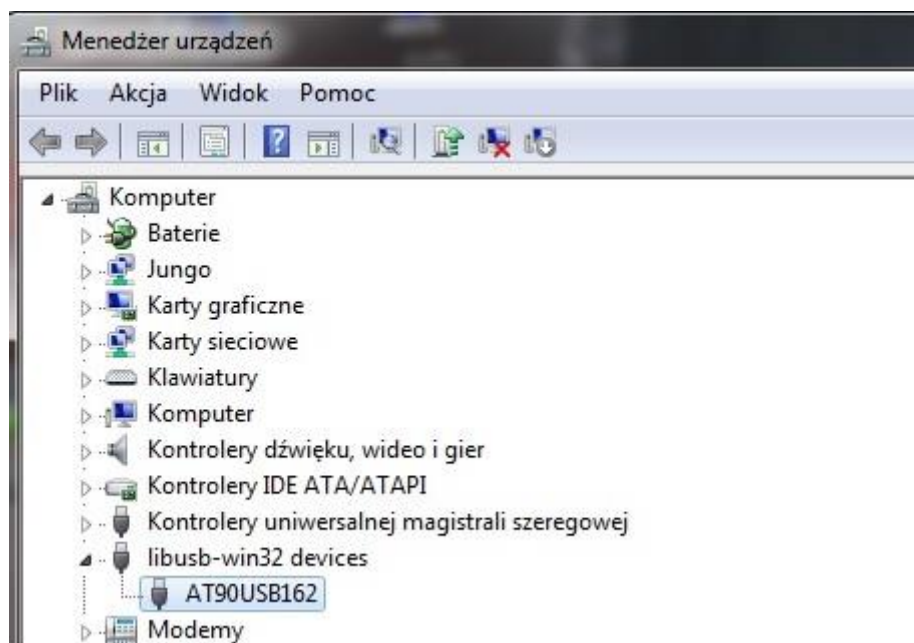 Menedżer urządzeń
Plik Akcja Widok Pomoc
Komputer
Baterie
Jungo
Karty graficzne
Karty sieciowe
Klawiatury
Komputer
Kontrolery dźwięku, wideo i gier
Kontrolery IDE ATA/ATAPI
Kontrolery uniwersalnej magistrali szeregowej
libusb-win32 devices
AT90USB162
Modemy